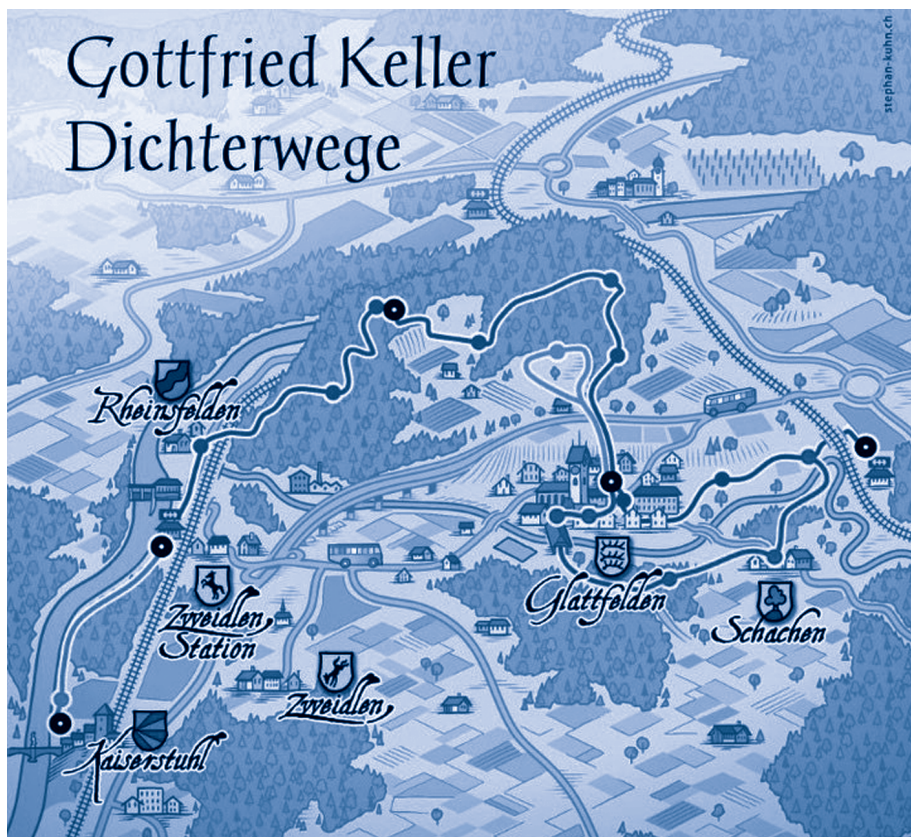 Gottfried Keller
Dichterwege
stephan-kuhn.ch
Rheinsfelden
Glattfelden
Zweidlen
Station
Schachen
Zweidlen
Kaiserstuhl